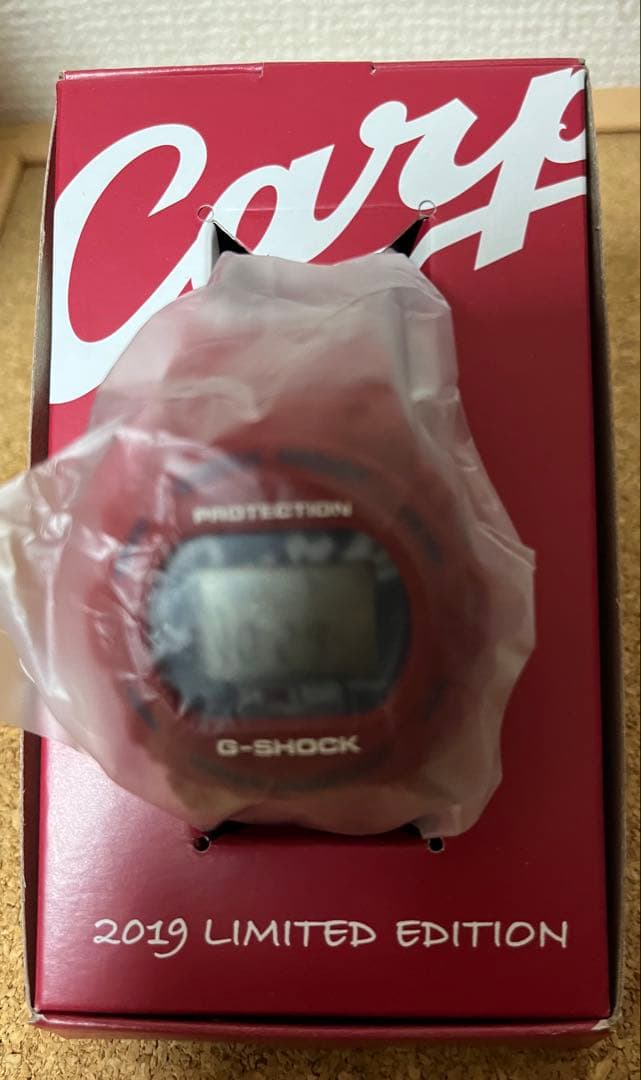 Carp
PROTECTION
G-SHOCK
2019 LIMITED EDITION